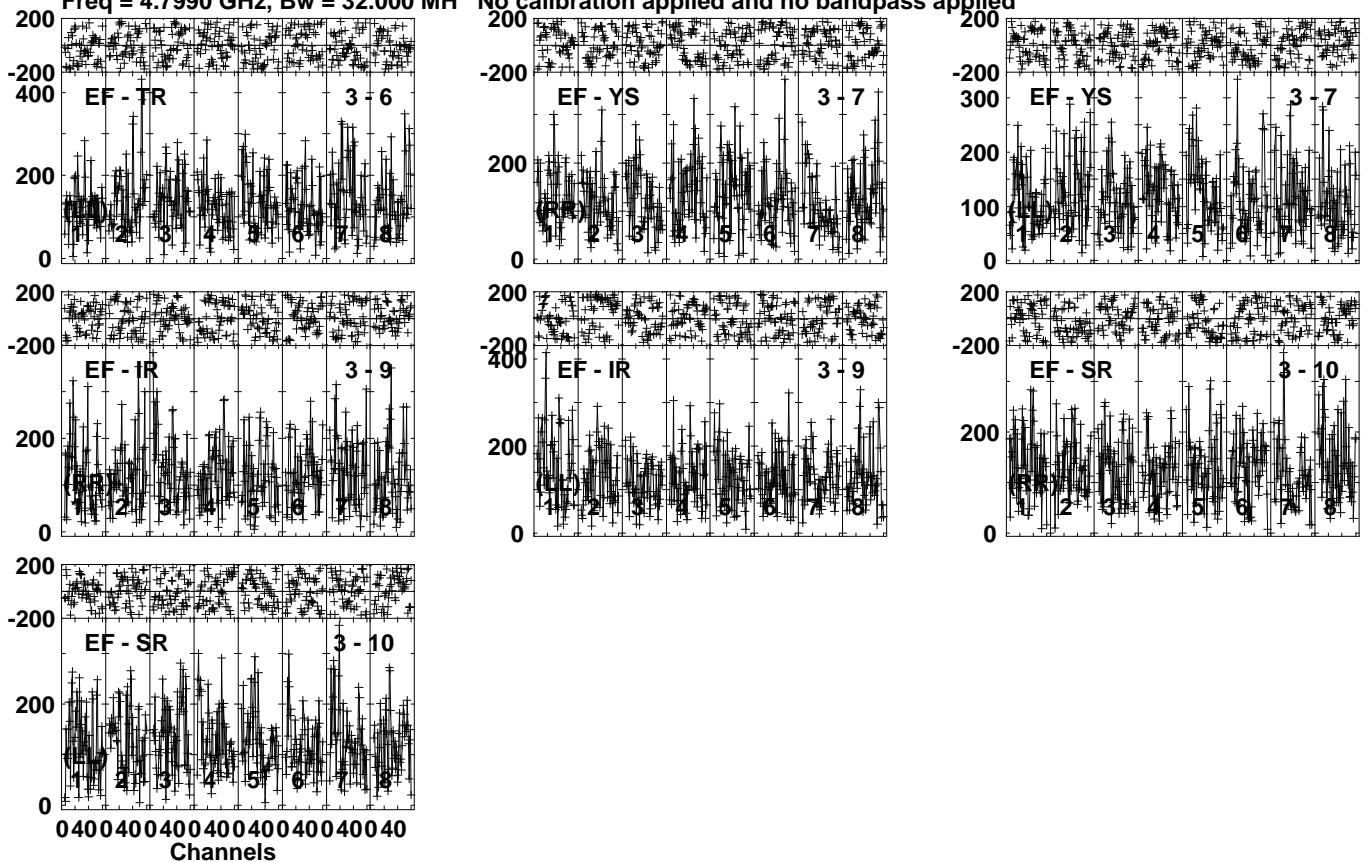 Freq = 4.7990 GHz, Bw = 32.000 MH No calibration applied and no bandpass applied
200 200 200
-200 -200 -200
400 EF - TR 3 - 6 EF - YS 3 - 7 300 EF - YS 3 - 7
200 200 200
(LL) (RR) 100 (LL)
1 2 3 4 5 6 7 8 1 2 3 4 5 6 7 8 1 2 3 4 5 6 7 8
0 0 0
200 200 200
-200 -200 -200
EF - IR 3 - 9 400 EF - IR 3 - 9 EF - SR 3 - 10
200 200 200
(RR) (LL) (RR)
1 2 3 4 5 6 7 8 1 2 3 4 5 6 7 8 1 2 3 4 5 6 7 8
0 0 0
200
-200
EF - SR 3 - 10
200
(LL)
1 2 3 4 5 6 7 8
0
0 40 0 40 0 40 0 40 0 40 0 40 0 40 0 40
Channels